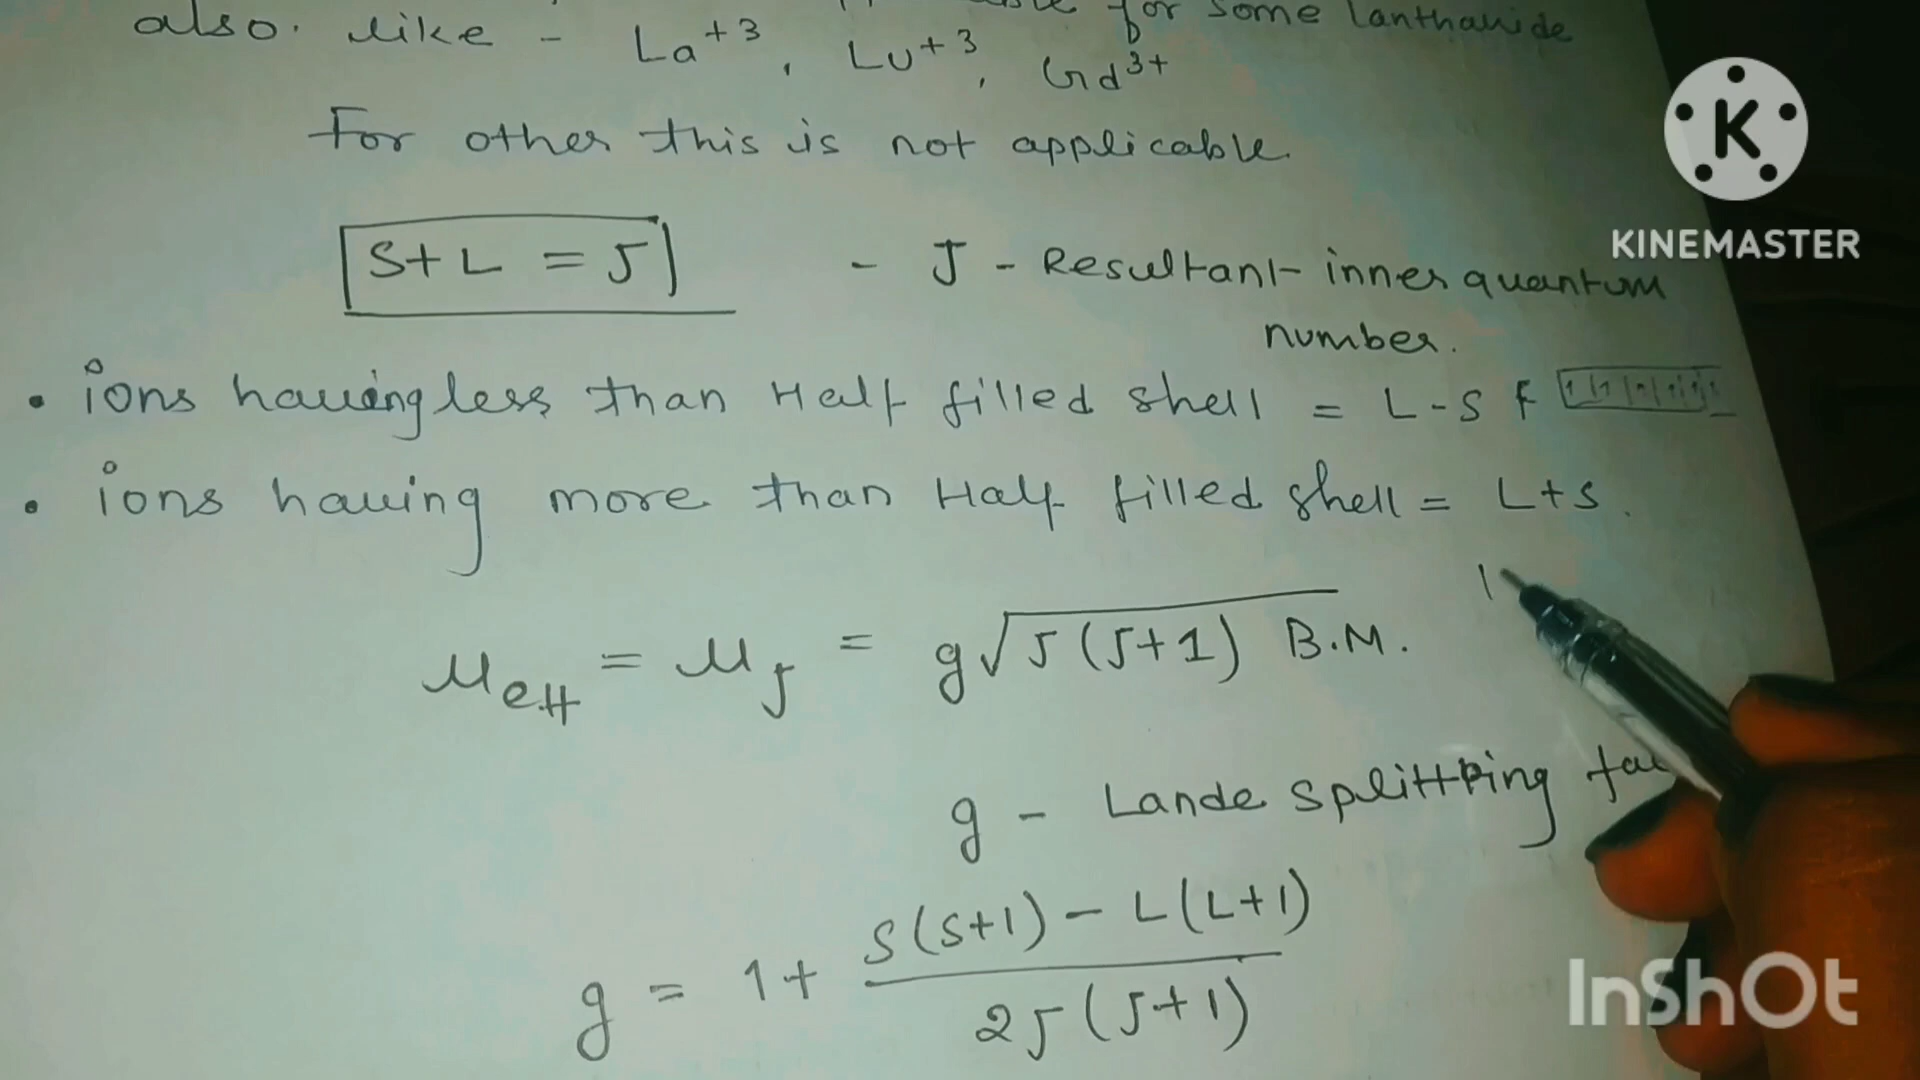 for some lanthanide
also. like - La+3, Lu+3, Gd3+
For other this is not applicable.
S+L = J - J - Resultant inner quantum
number.
• ions having less than Half filled shell = L-S F
• ions having more than Half filled shell = L+S.
μeff = μJ = g√J(J+1) B.M.
g - Lande splitting fa
g = 1+ S(S+1) - L(L+1)
2J(J+1)
K
KINEMASTER
InShOt